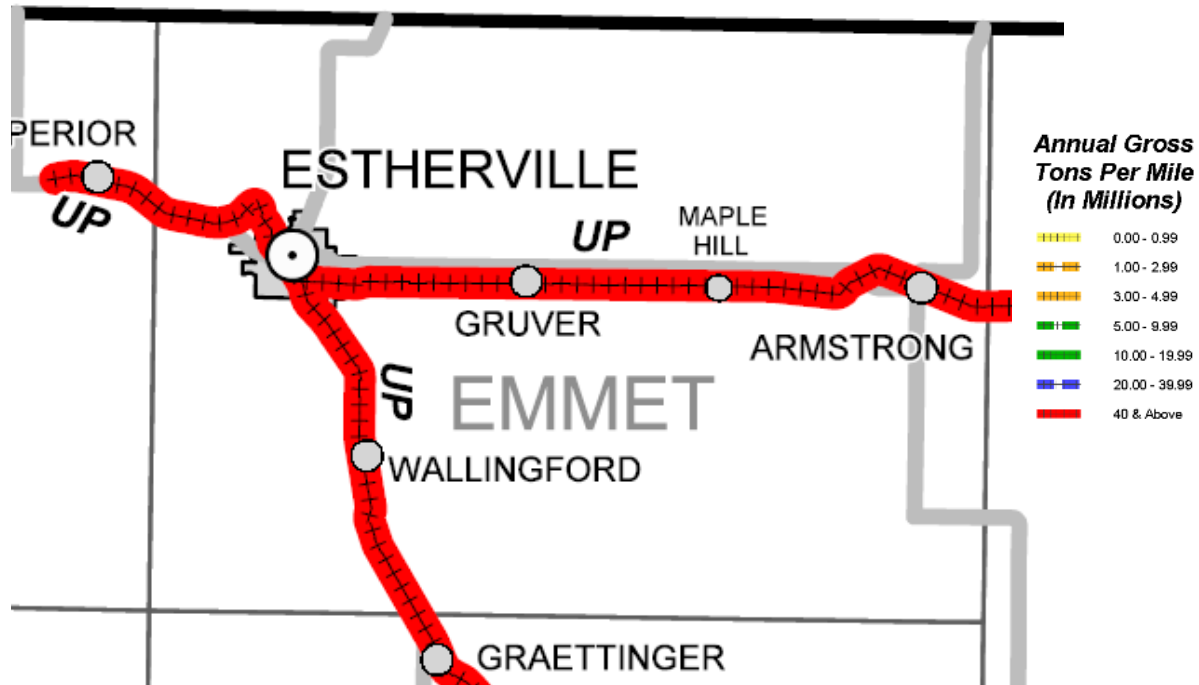 PERIOR
UP
ESTHERVILLE
UP
MAPLE
HILL
GRUVER
ARMSTRONG
UP
EMMET
WALLINGFORD
GRAETTINGER
Annual Gross
Tons Per Mile
(In Millions)
0.00 - 0.99
1.00 - 2.99
3.00 - 4.99
5.00 - 9.99
10.00 - 19.99
20.00 - 39.99
40 & Above